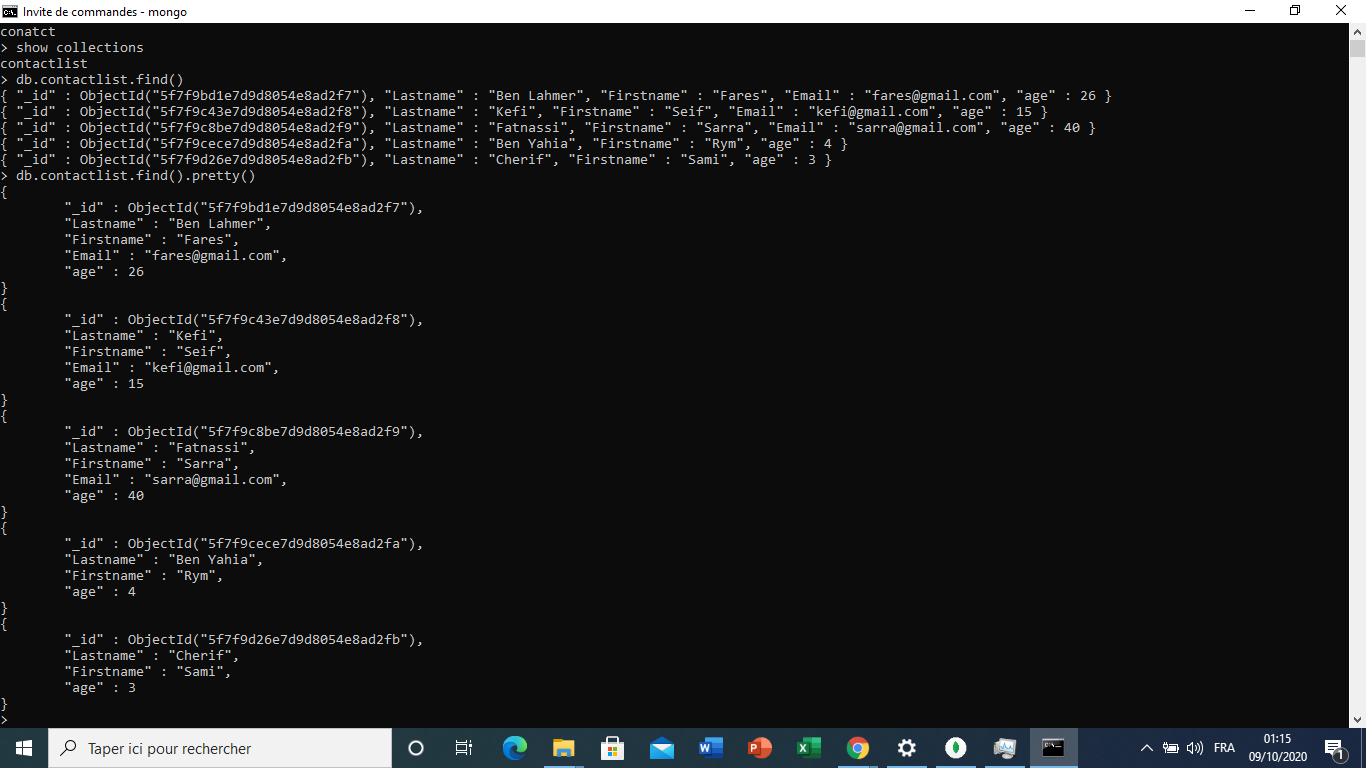 Invite de commandes - mongo
conatct
> show collections
contactlist
> db.contactlist.find()
{ "_id" : ObjectId("5f7f9bd1e7d9d8054e8ad2f7"), "Lastname" : "Ben Lahmer", "Firstname" : "Fares", "Email" : "fares@gmail.com", "age" : 26 }
{ "_id" : ObjectId("5f7f9c43e7d9d8054e8ad2f8"), "Lastname" : "Kefi", "Firstname" : "Seif", "Email" : "kefi@gmail.com", "age" : 15 }
{ "_id" : ObjectId("5f7f9c8be7d9d8054e8ad2f9"), "Lastname" : "Fatnassi", "Firstname" : "Sarra", "Email" : "sarra@gmail.com", "age" : 40 }
{ "_id" : ObjectId("5f7f9cece7d9d8054e8ad2fa"), "Lastname" : "Ben Yahia", "Firstname" : "Rym", "age" : 4 }
{ "_id" : ObjectId("5f7f9d26e7d9d8054e8ad2fb"), "Lastname" : "Cherif", "Firstname" : "Sami", "age" : 3 }
> db.contactlist.find().pretty()
{
"_id" : ObjectId("5f7f9bd1e7d9d8054e8ad2f7"),
"Lastname" : "Ben Lahmer",
"Firstname" : "Fares",
"Email" : "fares@gmail.com",
"age" : 26
}
{
"_id" : ObjectId("5f7f9c43e7d9d8054e8ad2f8"),
"Lastname" : "Kefi",
"Firstname" : "Seif",
"Email" : "kefi@gmail.com",
"age" : 15
}
{
"_id" : ObjectId("5f7f9c8be7d9d8054e8ad2f9"),
"Lastname" : "Fatnassi",
"Firstname" : "Sarra",
"Email" : "sarra@gmail.com",
"age" : 40
}
{
"_id" : ObjectId("5f7f9cece7d9d8054e8ad2fa"),
"Lastname" : "Ben Yahia",
"Firstname" : "Rym",
"age" : 4
}
{
"_id" : ObjectId("5f7f9d26e7d9d8054e8ad2fb"),
"Lastname" : "Cherif",
"Firstname" : "Sami",
"age" : 3
}
>
Taper ici pour rechercher
FRA
01:15
09/10/2020
1